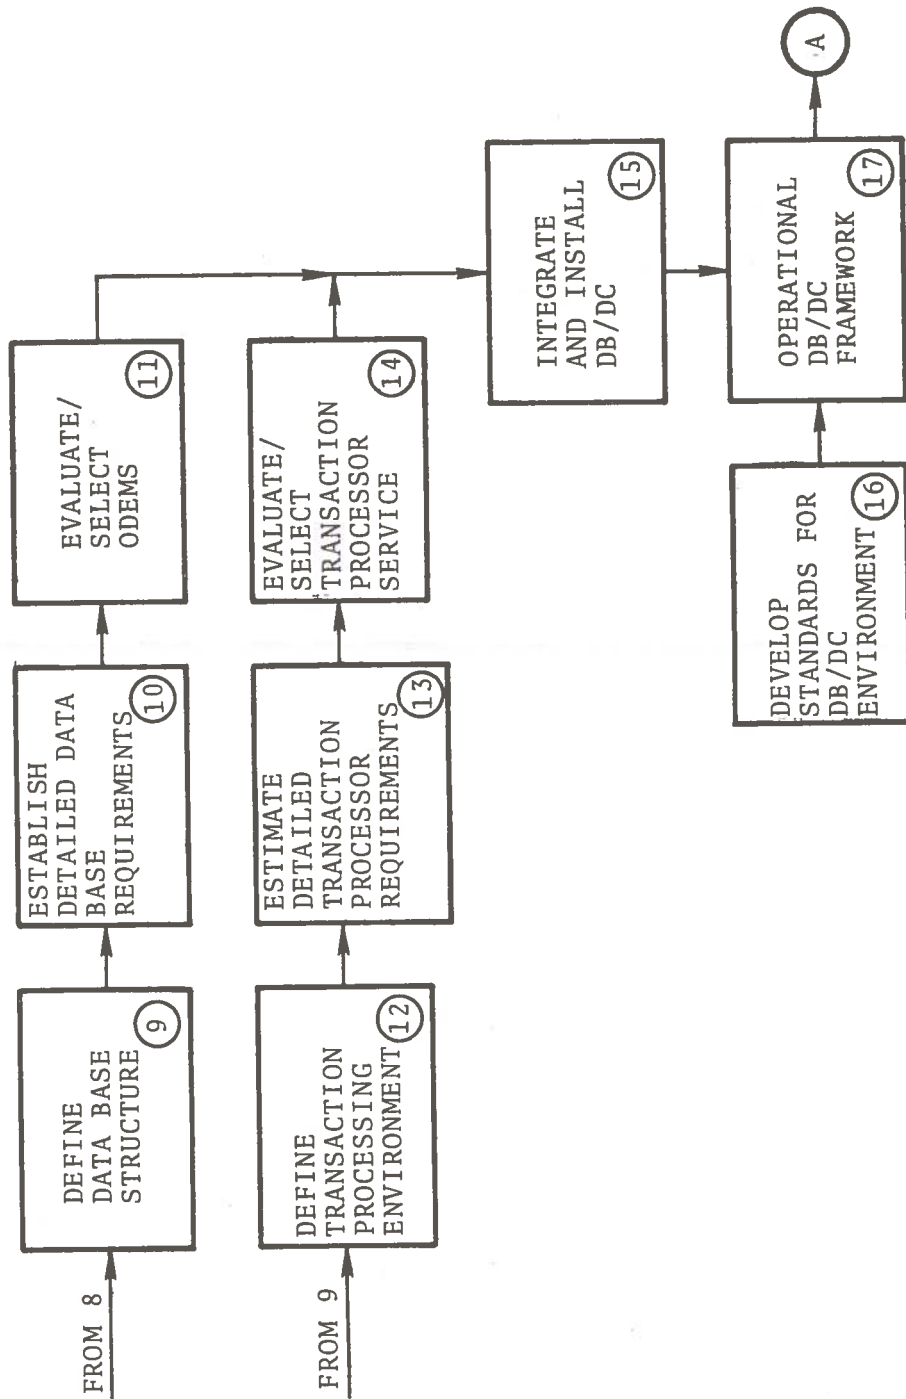 FROM 8
DEFINE
DATA BASE
STRUCTURE
9
ESTABLISH
DETAILED DATA
BASE
REQUIREMENTS
10
EVALUATE/
SELECT
ODEMS
11
FROM 9
DEFINE
TRANSACTION
PROCESSING
ENVIRONMENT
12
ESTIMATE
DETAILED
TRANSACTION
PROCESSOR
REQUIREMENTS
13
EVALUATE/
SELECT
TRANSACTION
PROCESSOR
SERVICE
14
INTEGRATE
AND INSTALL
DB/DC
15
DEVELOP
STANDARDS FOR
DB/DC
ENVIRONMENT
16
OPERATIONAL
DB/DC
FRAMEWORK
17
A